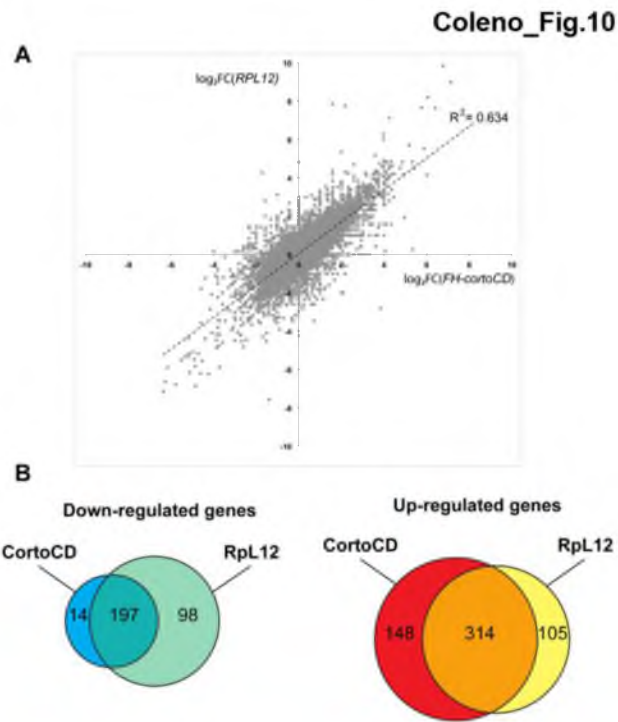 Coleno_Fig.10
A
log₂FC(RPL12)
R²= 0.634
10
8
6
4
2
0
-10 -8 -6 -4 -2 0 2 4 6 8 10
log₂FC(FH-cortoCD)
-2
-4
-6
-8
-10
B
Down-regulated genes
Up-regulated genes
CortoCD
RpL12
CortoCD
RpL12
14 197 98
148 314 105